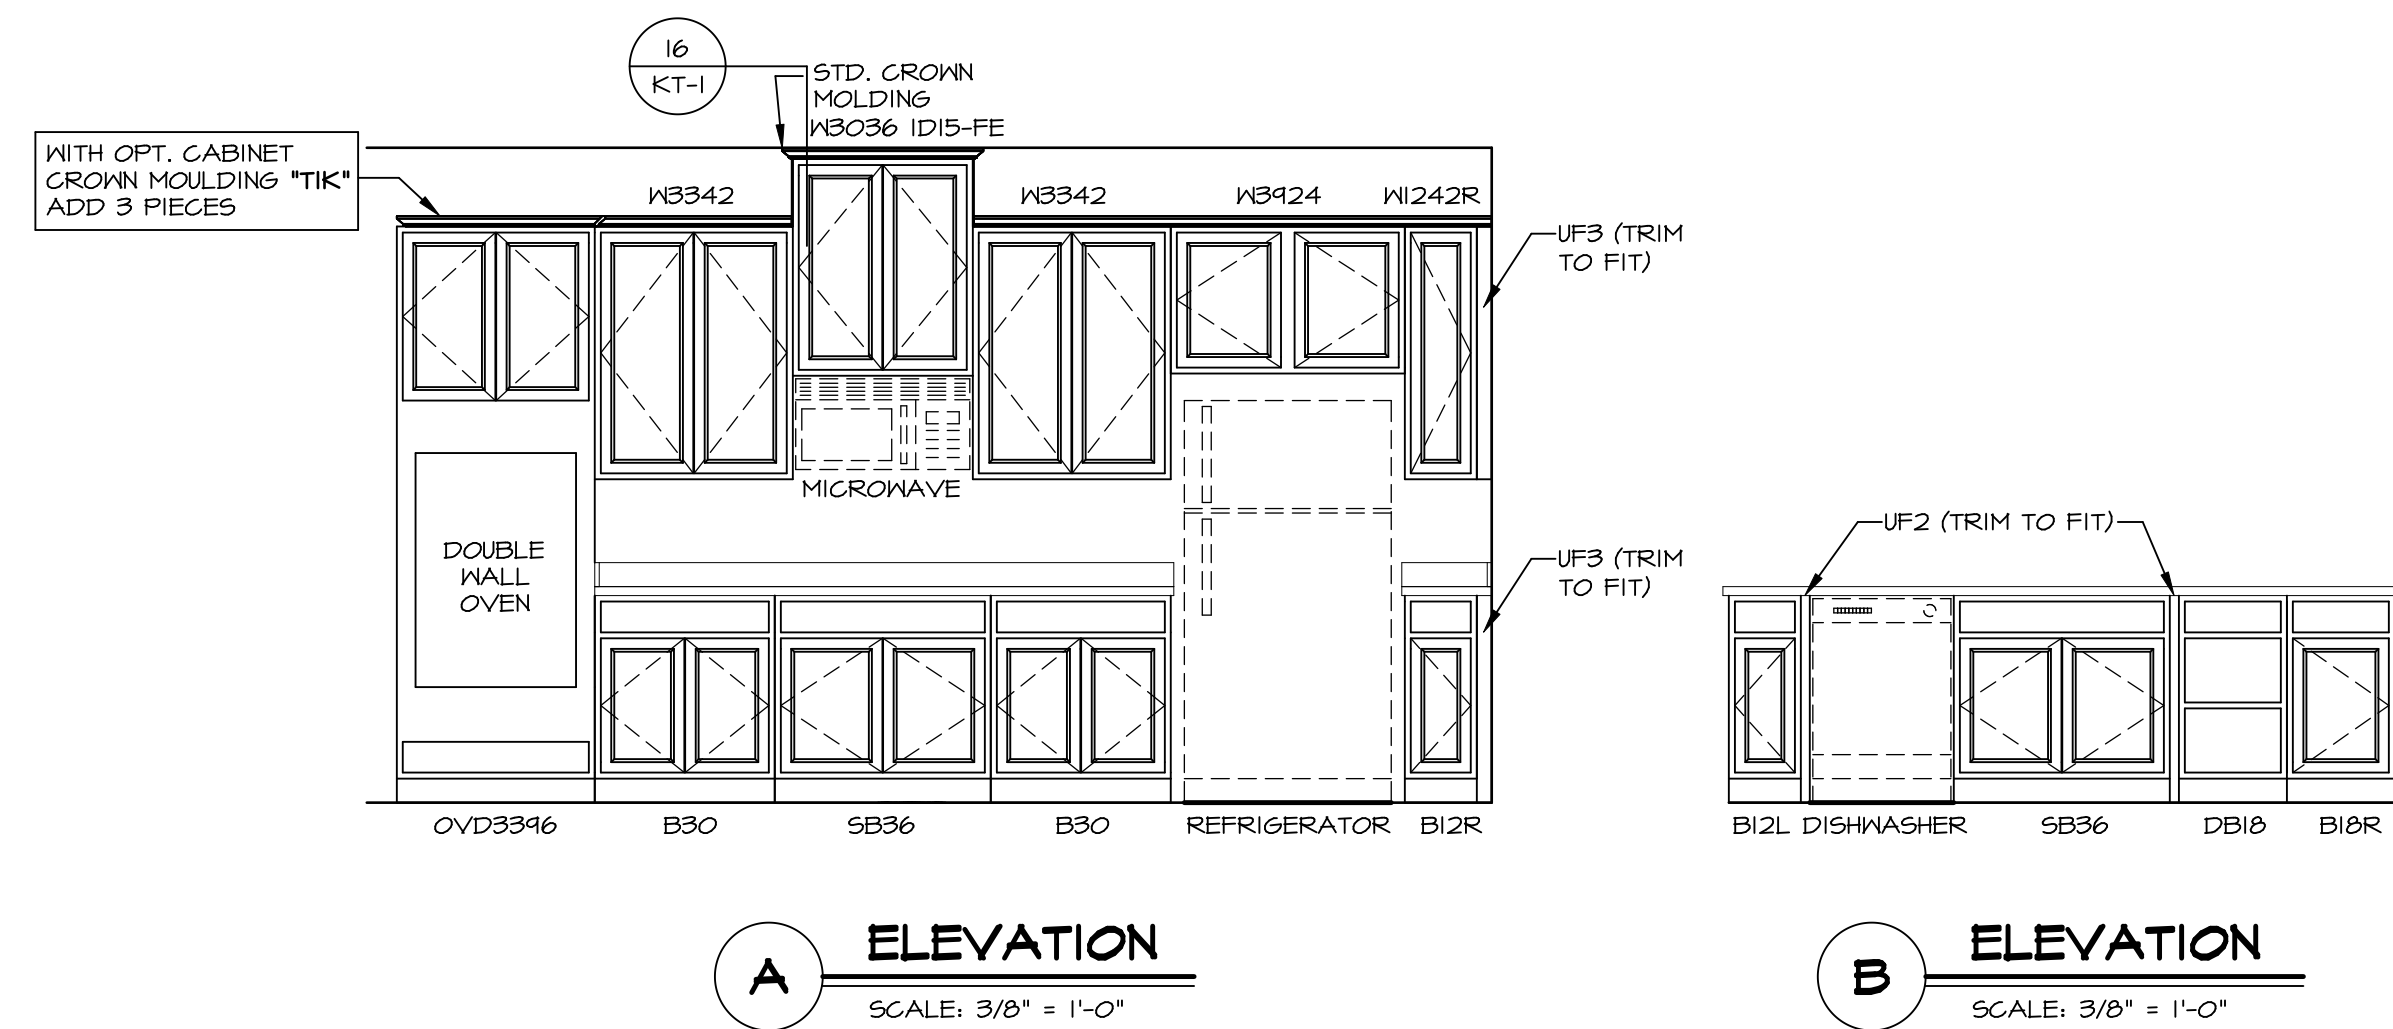 16
KT-1
STD. CROWN
MOLDING
W3036 1D15-FE
WITH OPT. CABINET
CROWN MOULDING "TIK"
ADD 3 PIECES
W3342
W3342
W3924
W1242R
UF3 (TRIM
TO FIT)
MICROWAVE
DOUBLE
WALL
OVEN
UF3 (TRIM
TO FIT)
UF2 (TRIM TO FIT)
OVD3396
B30
SB36
B30
REFRIGERATOR
B12R
B12L
DISHWASHER
SB36
DB18
B18R
A
ELEVATION
SCALE: 3/8" = 1'-0"
B
ELEVATION
SCALE: 3/8" = 1'-0"